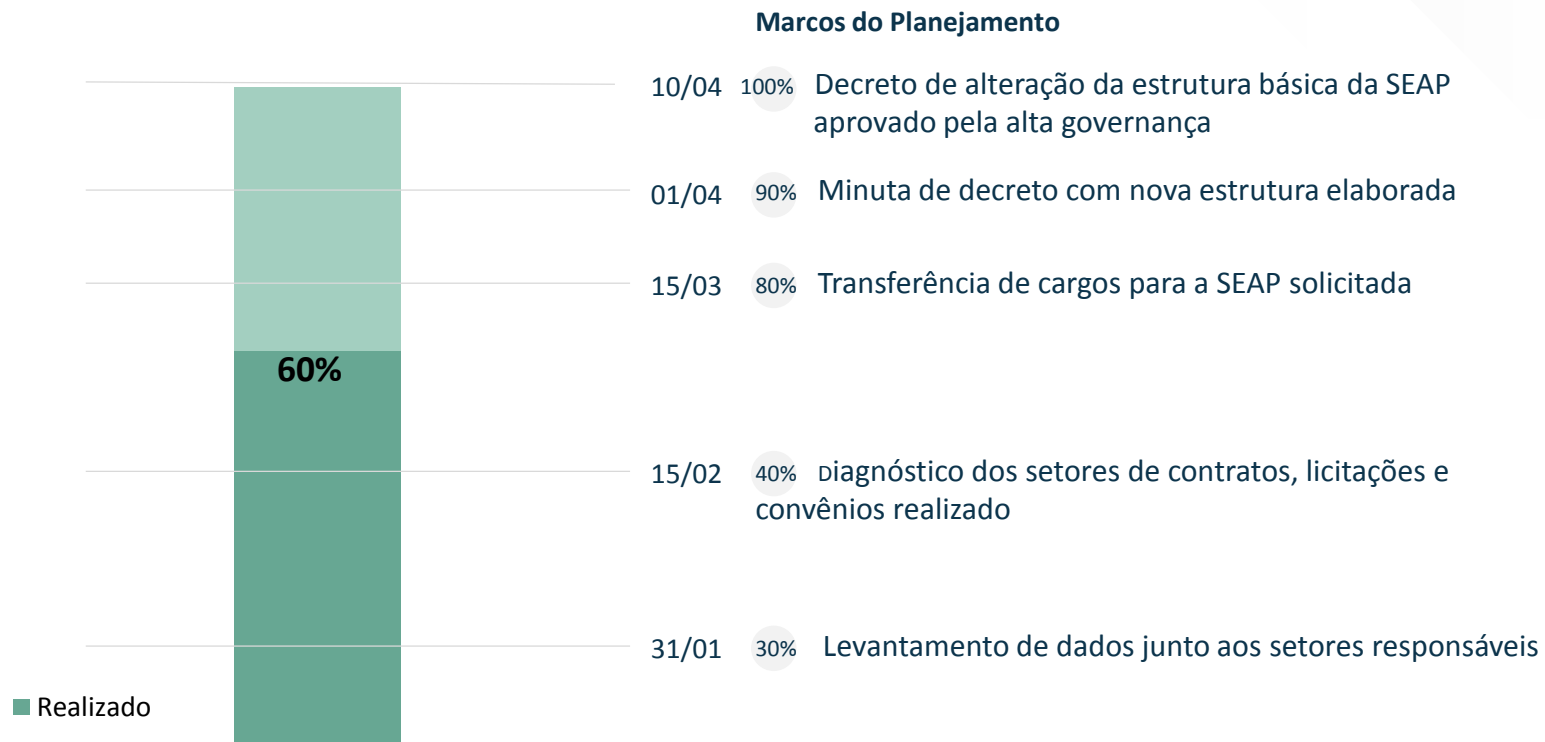 Marcos do Planejamento
10/04 100% Decreto de alteração da estrutura básica da SEAP
aprovado pela alta governança
01/04 90% Minuta de decreto com nova estrutura elaborada
15/03 80% Transferência de cargos para a SEAP solicitada
60%
15/02 40% Diagnóstico dos setores de contratos, licitações e
convênios realizado
31/01 30% Levantamento de dados junto aos setores responsáveis
Realizado